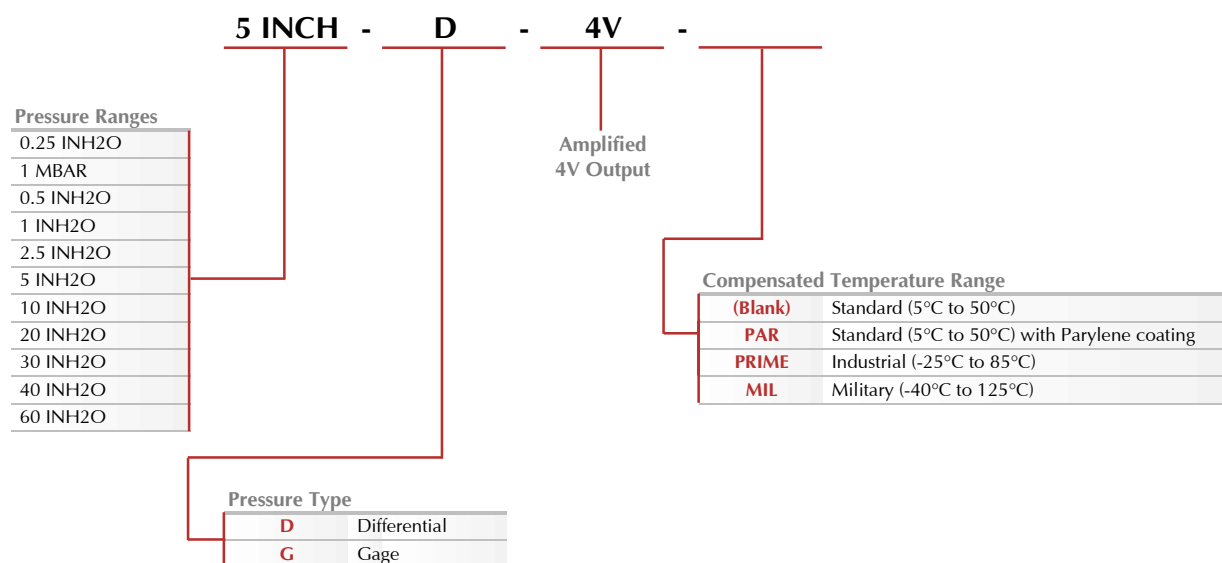 5 INCH - D - 4V -
Pressure Ranges
0.25 INH2O
1 MBAR
0.5 INH2O
1 INH2O
2.5 INH2O
5 INH2O
10 INH2O
20 INH2O
30 INH2O
40 INH2O
60 INH2O
Amplified
4V Output
Compensated Temperature Range
(Blank) Standard (5°C to 50°C)
PAR Standard (5°C to 50°C) with Parylene coating
PRIME Industrial (-25°C to 85°C)
MIL Military (-40°C to 125°C)
Pressure Type
D Differential
G Gage